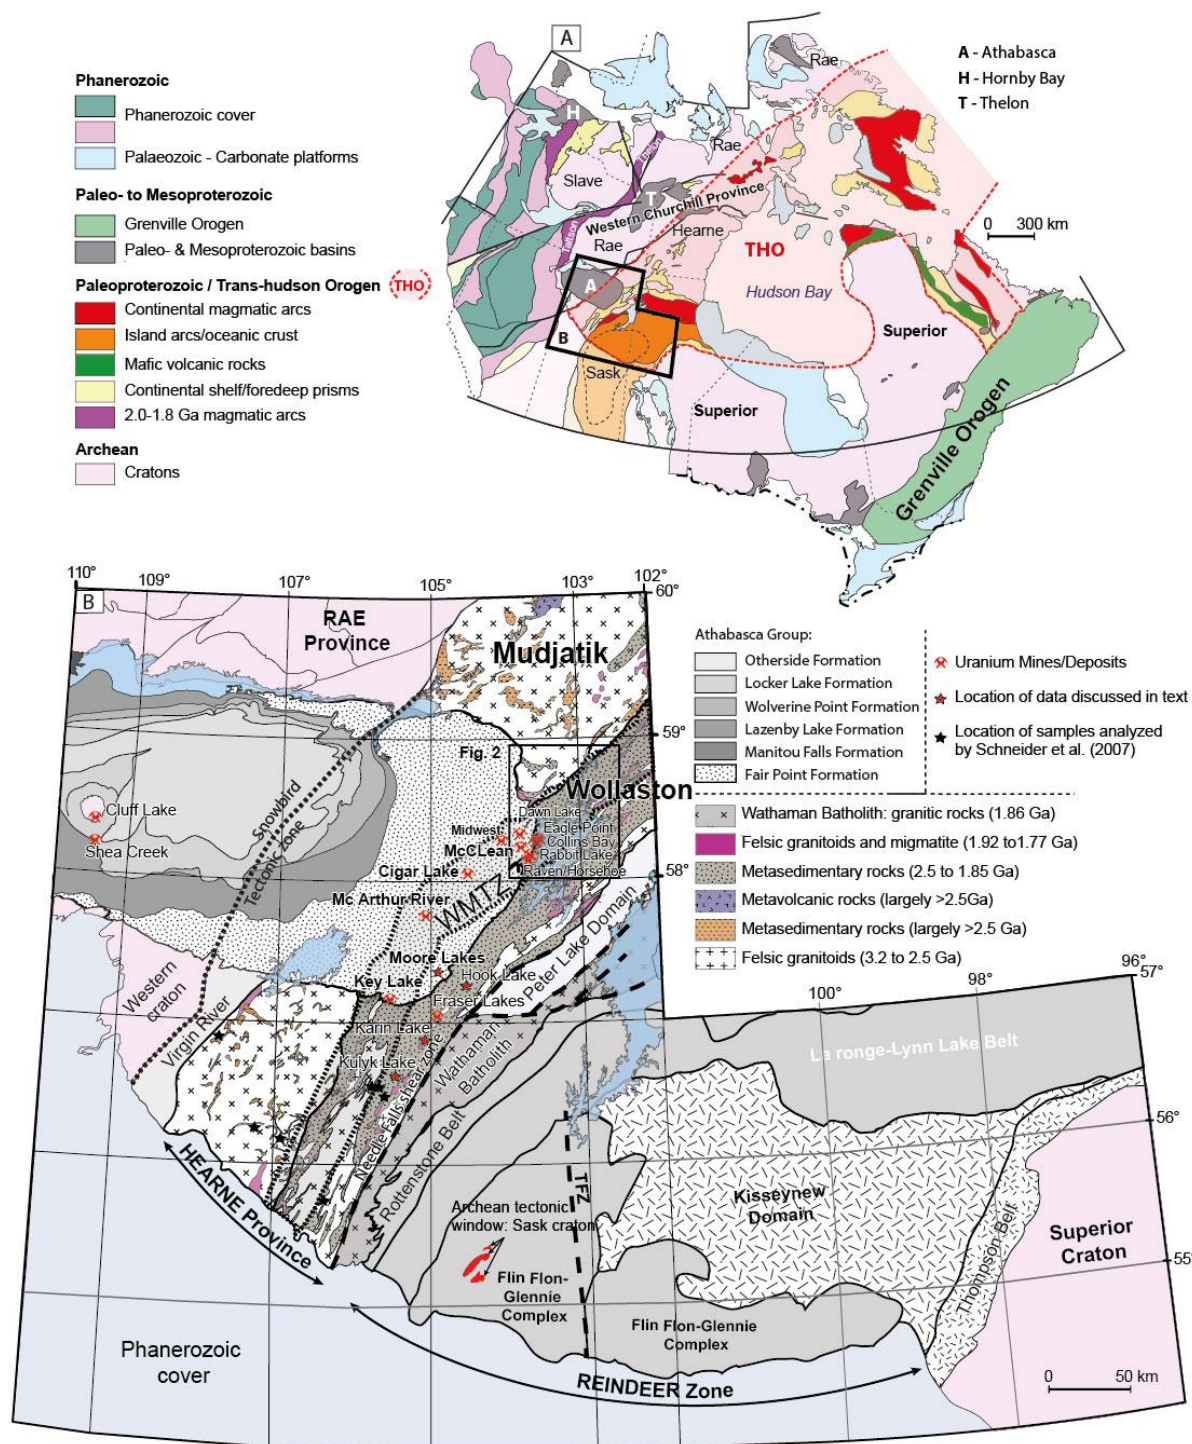 A
Phanerozoic
Phanerozoic cover
Palaeozoic - Carbonate platforms
Paleo- to Mesoproterozoic
Grenville Orogen
Paleo- & Mesoproterozoic basins
Paleoproterozoic / Trans-hudson Orogen
THO
Continental magmatic arcs
Island arcs/oceanic crust
Mafic volcanic rocks
Continental shelf/foredeep prisms
2.0-1.8 Ga magmatic arcs
Archean
Cratons
A - Athabasca
H - Hornby Bay
T - Thelon
Rae
H
Thelon
Rae
Slave
T
Western Churchill Province
Rae
Hearne
0 300 km
THO
A
Hudson Bay
B
Superior
Sask
Superior
Grenville Orogen
110° 109° 107° 105° 103° 102°
60°
B
RAE
Province
Mudjatik
59°
Fig. 2
Wollaston
Snowbird
Tectonic zone
Cluff Lake
Shea Creek
Dawn Lake
Midwest
Eagle Point
Collins Bay
McCLean
Rabbit Lake
Raven/Horsehoe
58°
Cigar Lake
Mc Arthur River
WMTZ
Moore Lakes
Hook Lake
Key Lake
Fraser Lakes
Peter Lake Domain
Karin Lake
Kulyk Lake
Western
craton
Virgin River
Wathaman
Batholith
Needle Falls shear zone
Rottenstone Belt
HEARNE Province
Athabasca Group:
Otherside Formation
Locker Lake Formation
Wolverine Point Formation
Lazenby Lake Formation
Manitou Falls Formation
Fair Point Formation
Uranium Mines/Deposits
Location of data discussed in text
Location of samples analyzed
by Schneider et al. (2007)
Wathaman Batholith: granitic rocks (1.86 Ga)
Felsic granitoids and migmatite (1.92 to1.77 Ga)
Metasedimentary rocks (2.5 to 1.85 Ga)
Metavolcanic rocks (largely >2.5Ga)
Metasedimentary rocks (largely >2.5 Ga)
Felsic granitoids (3.2 to 2.5 Ga)
100° 98° 96°
57°
La ronge-Lynn Lake Belt
56°
TFZ
Kisseynew
Domain
Archean tectonic
window: Sask craton
Thompson Belt
Superior
Craton
55°
Flin Flon-
Glennie
Complex
Flin Flon-Glennie
Complex
Phanerozoic
cover
REINDEER Zone
0 50 km